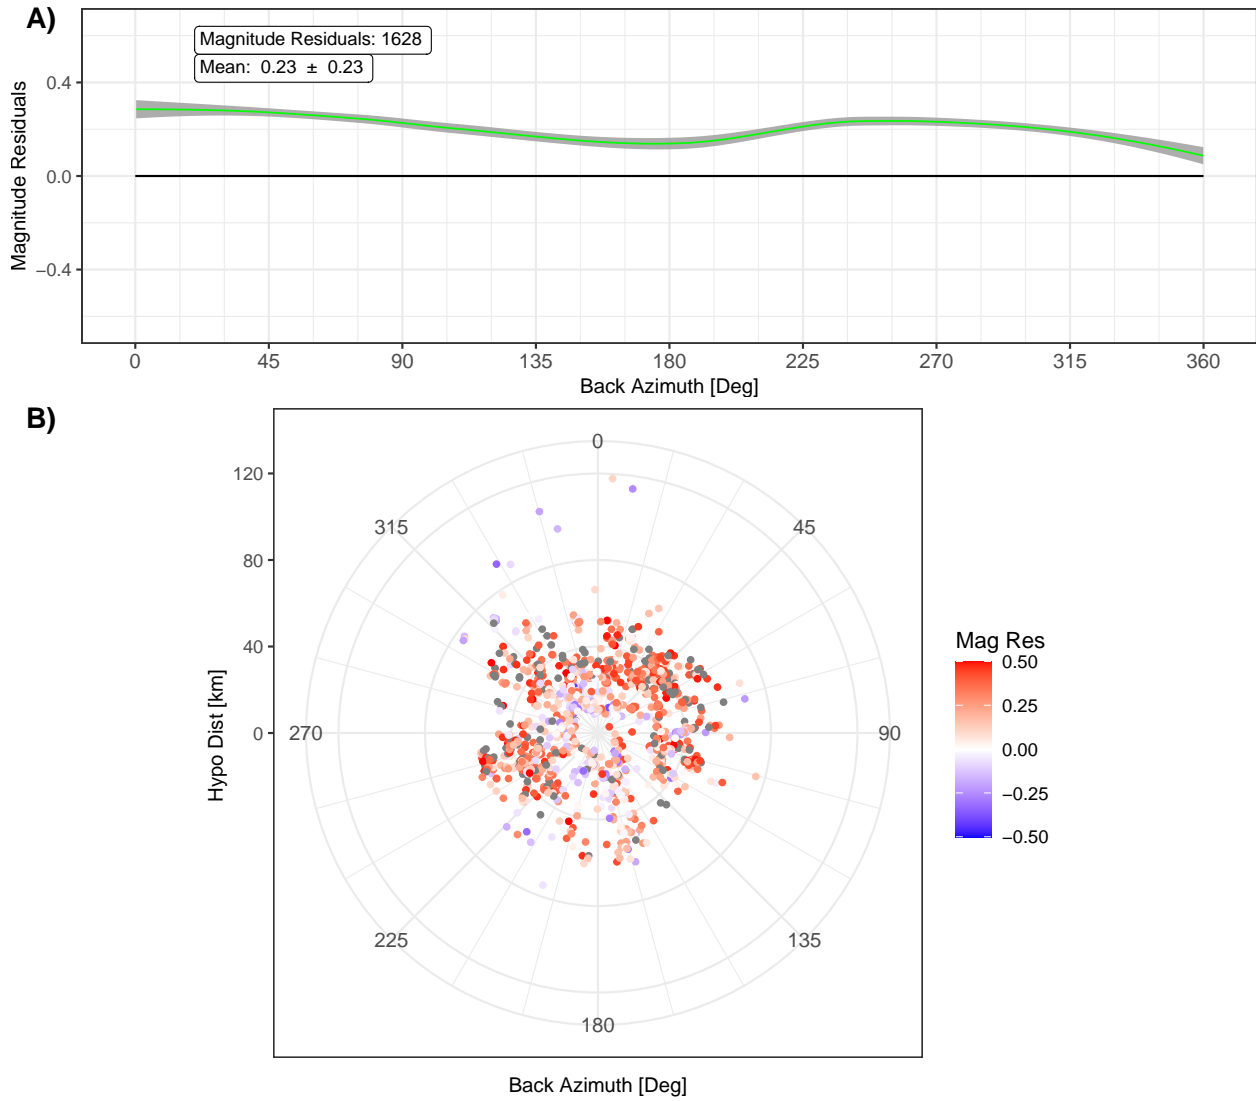 A)
Magnitude Residuals: 1628
Mean: 0.23 ± 0.23
Magnitude Residuals
0.4
0.0
−0.4
0 45 90 135 180 225 270 315 360
Back Azimuth [Deg]
B)
Hypo Dist [km]
120
80
40
0
0
45
90
135
180
225
270
315
Back Azimuth [Deg]
Mag Res
0.50
0.25
0.00
−0.25
−0.50